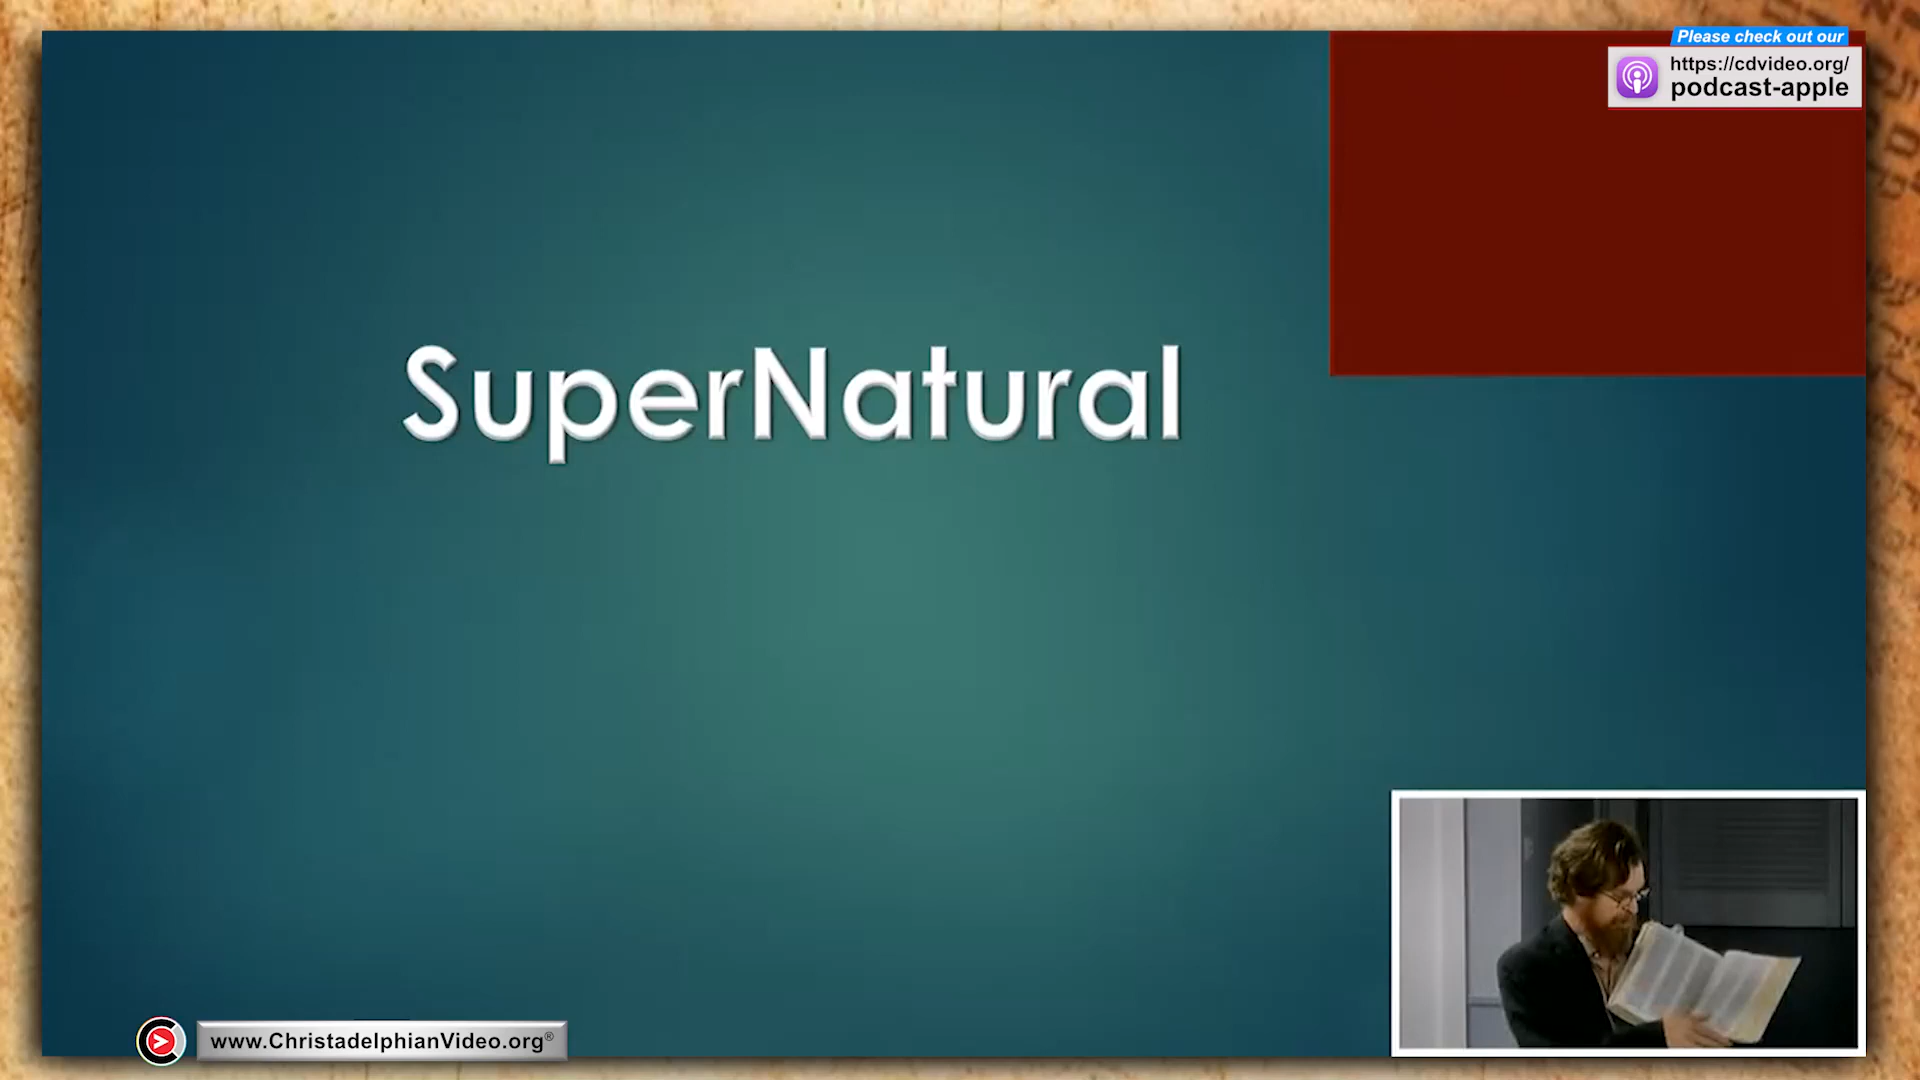 Please check out our
https://cdvideo.org/
podcast-apple
SuperNatural
www.ChristadelphianVideo.org®